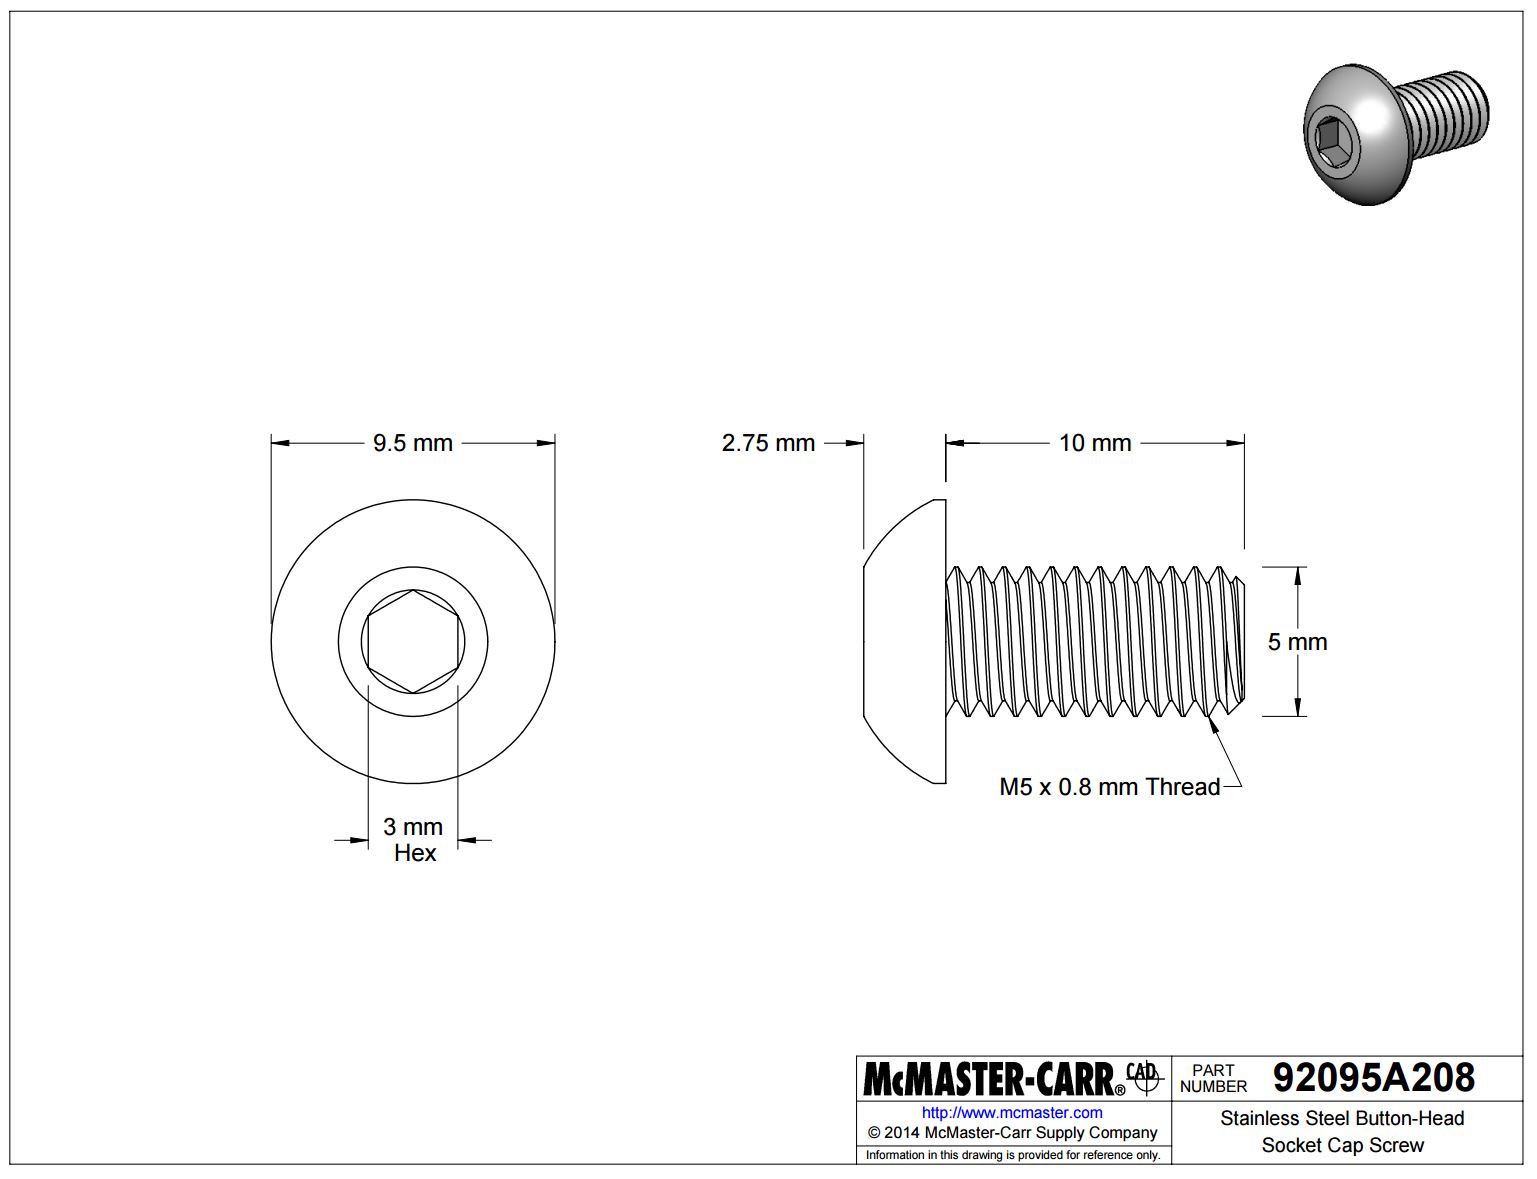 9.5 mm
2.75 mm
10 mm
5 mm
M5 x 0.8 mm Thread
3 mm
Hex
McMASTER-CARR® CAD
PART
NUMBER
92095A208
http://www.mcmaster.com
© 2014 McMaster-Carr Supply Company
Information in this drawing is provided for reference only.
Stainless Steel Button-Head
Socket Cap Screw